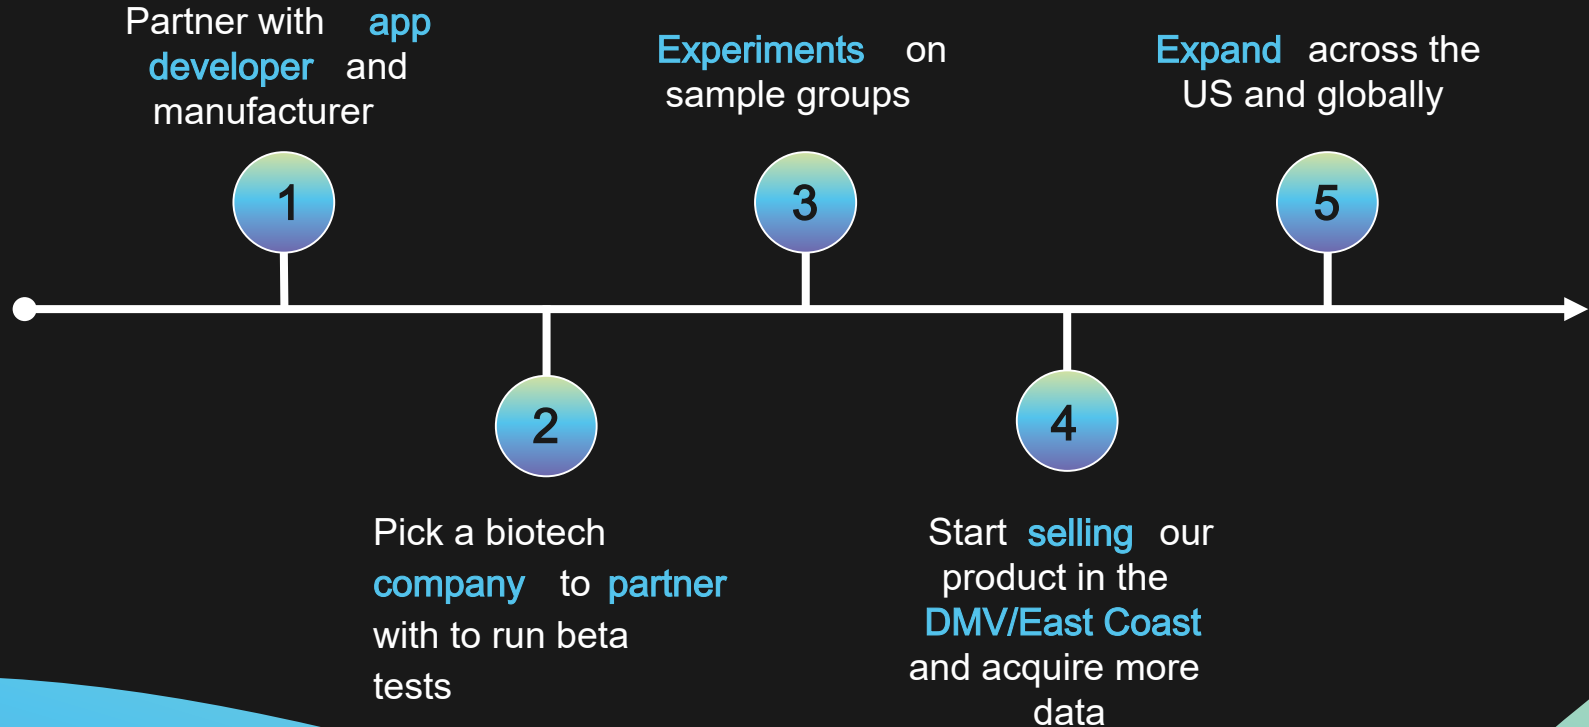 Partner with app
developer and
manufacturer
1
Pick a biotech
company to partner
with to run beta
tests
2
Experiments on
sample groups
3
Start selling our
product in the
DMV/East Coast
and acquire more
data
4
Expand across the
US and globally
5